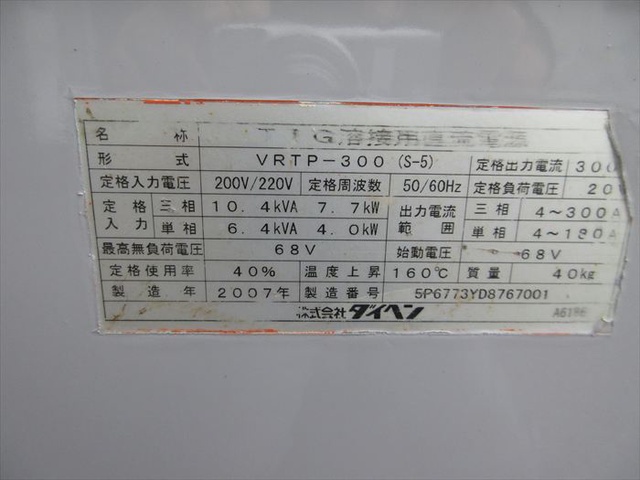 名称 TIG溶接用直流電源
形式 VRTP-300 (S-5) 定格出力電流 300
定格入力電圧 200V/220V 定格周波数 50/60Hz 定格負荷電圧 20
定格入力 三相 10.4kVA 7.7kW 出力電流範囲 三相 4~300A
単相 6.4kVA 4.0kW 単相 4~180A
最高無負荷電圧 68V 始動電圧 68V
定格使用率 40% 温度上昇 160℃ 質量 40kg
製造年 2007年 製造番号 5P6773YD8767001
株式会社ダイヘン A6196